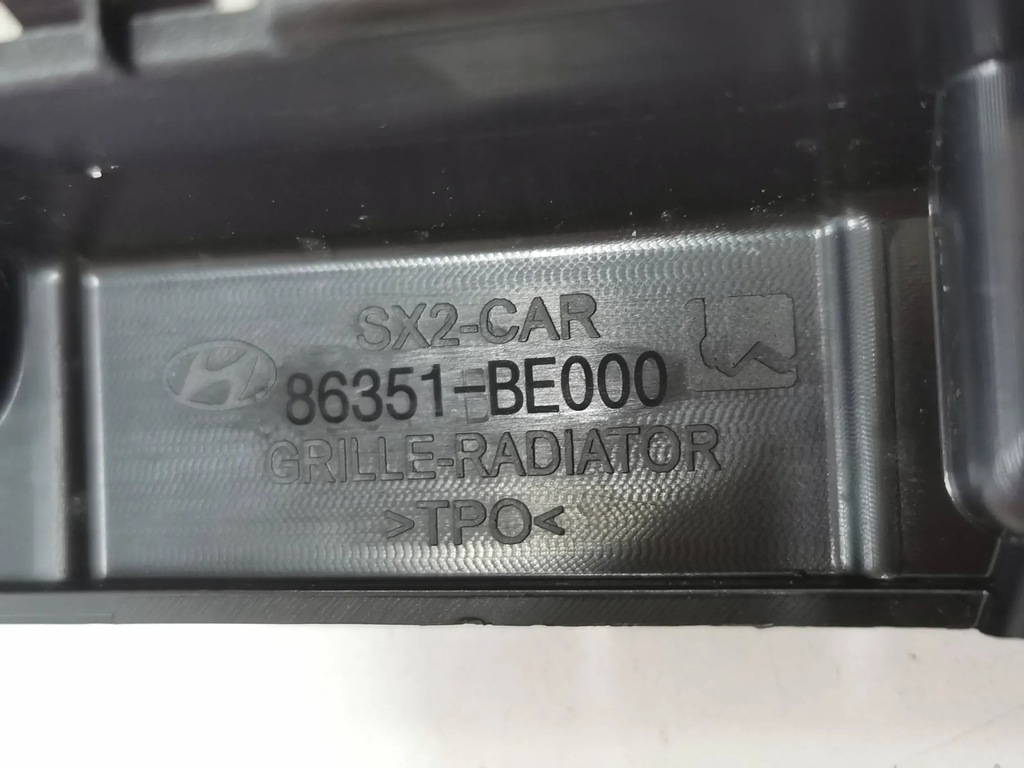 SX2-CAR
86351-BE000
GRILLE-RADIATOR
>TPO<